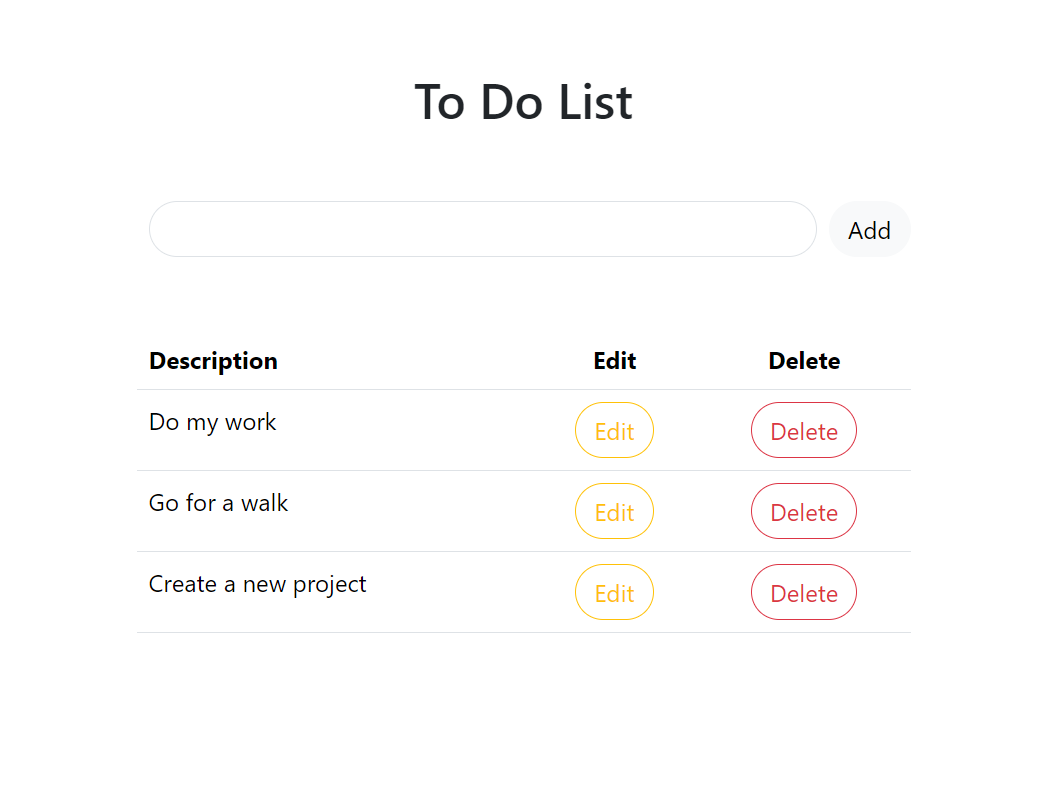 To Do List
Add
Description Edit Delete
Do my work Edit Delete
Go for a walk Edit Delete
Create a new project Edit Delete